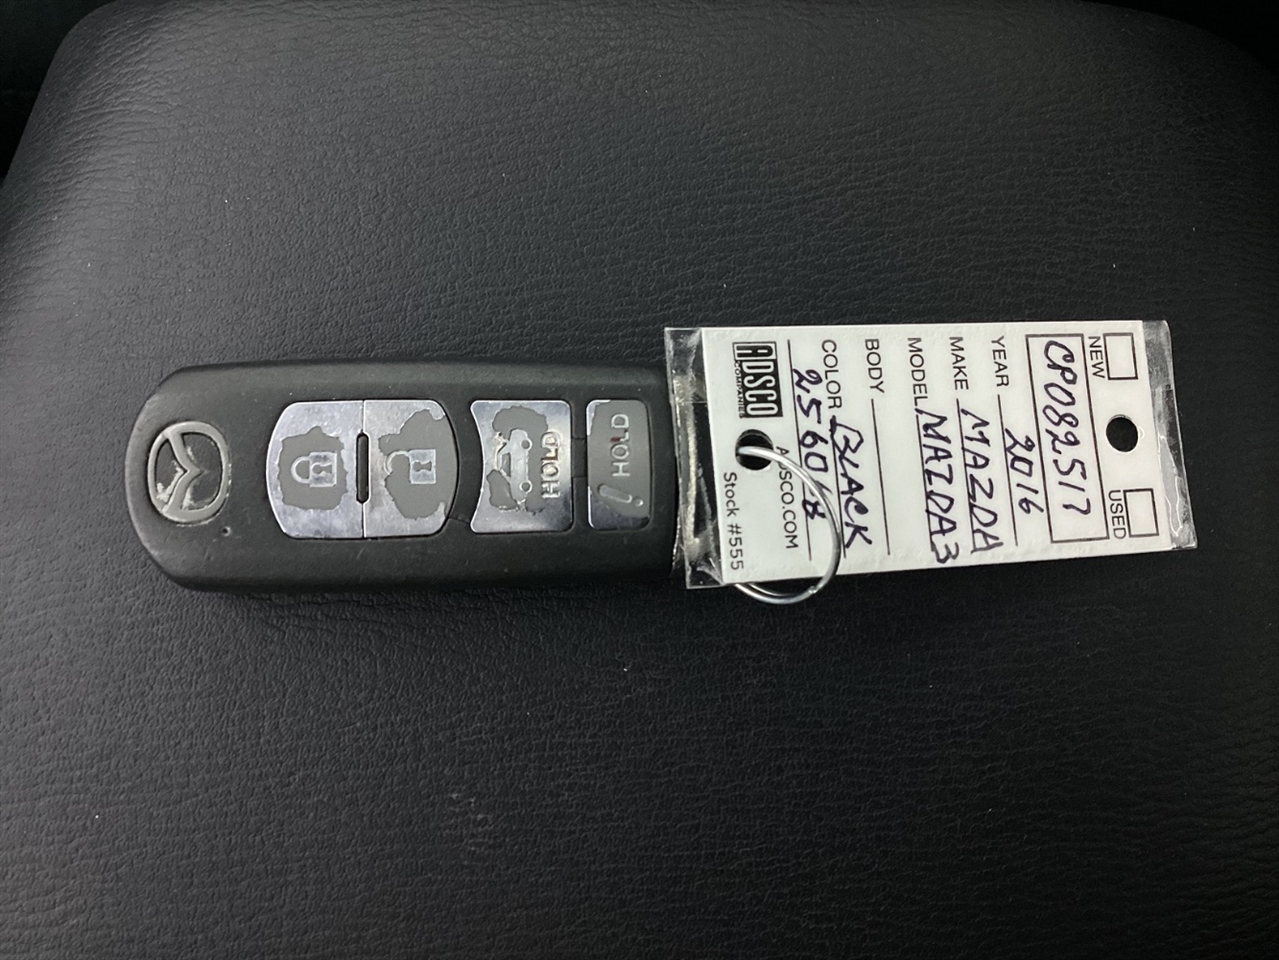 NEW USED
CP082517
YEAR 2016
MAKE MAZDA
MODEL MAZDA3
BODY
COLOR BLACK
ADSCO
COMPANIES
ADSCO.COM
Stock #555
HOLD
HOLD